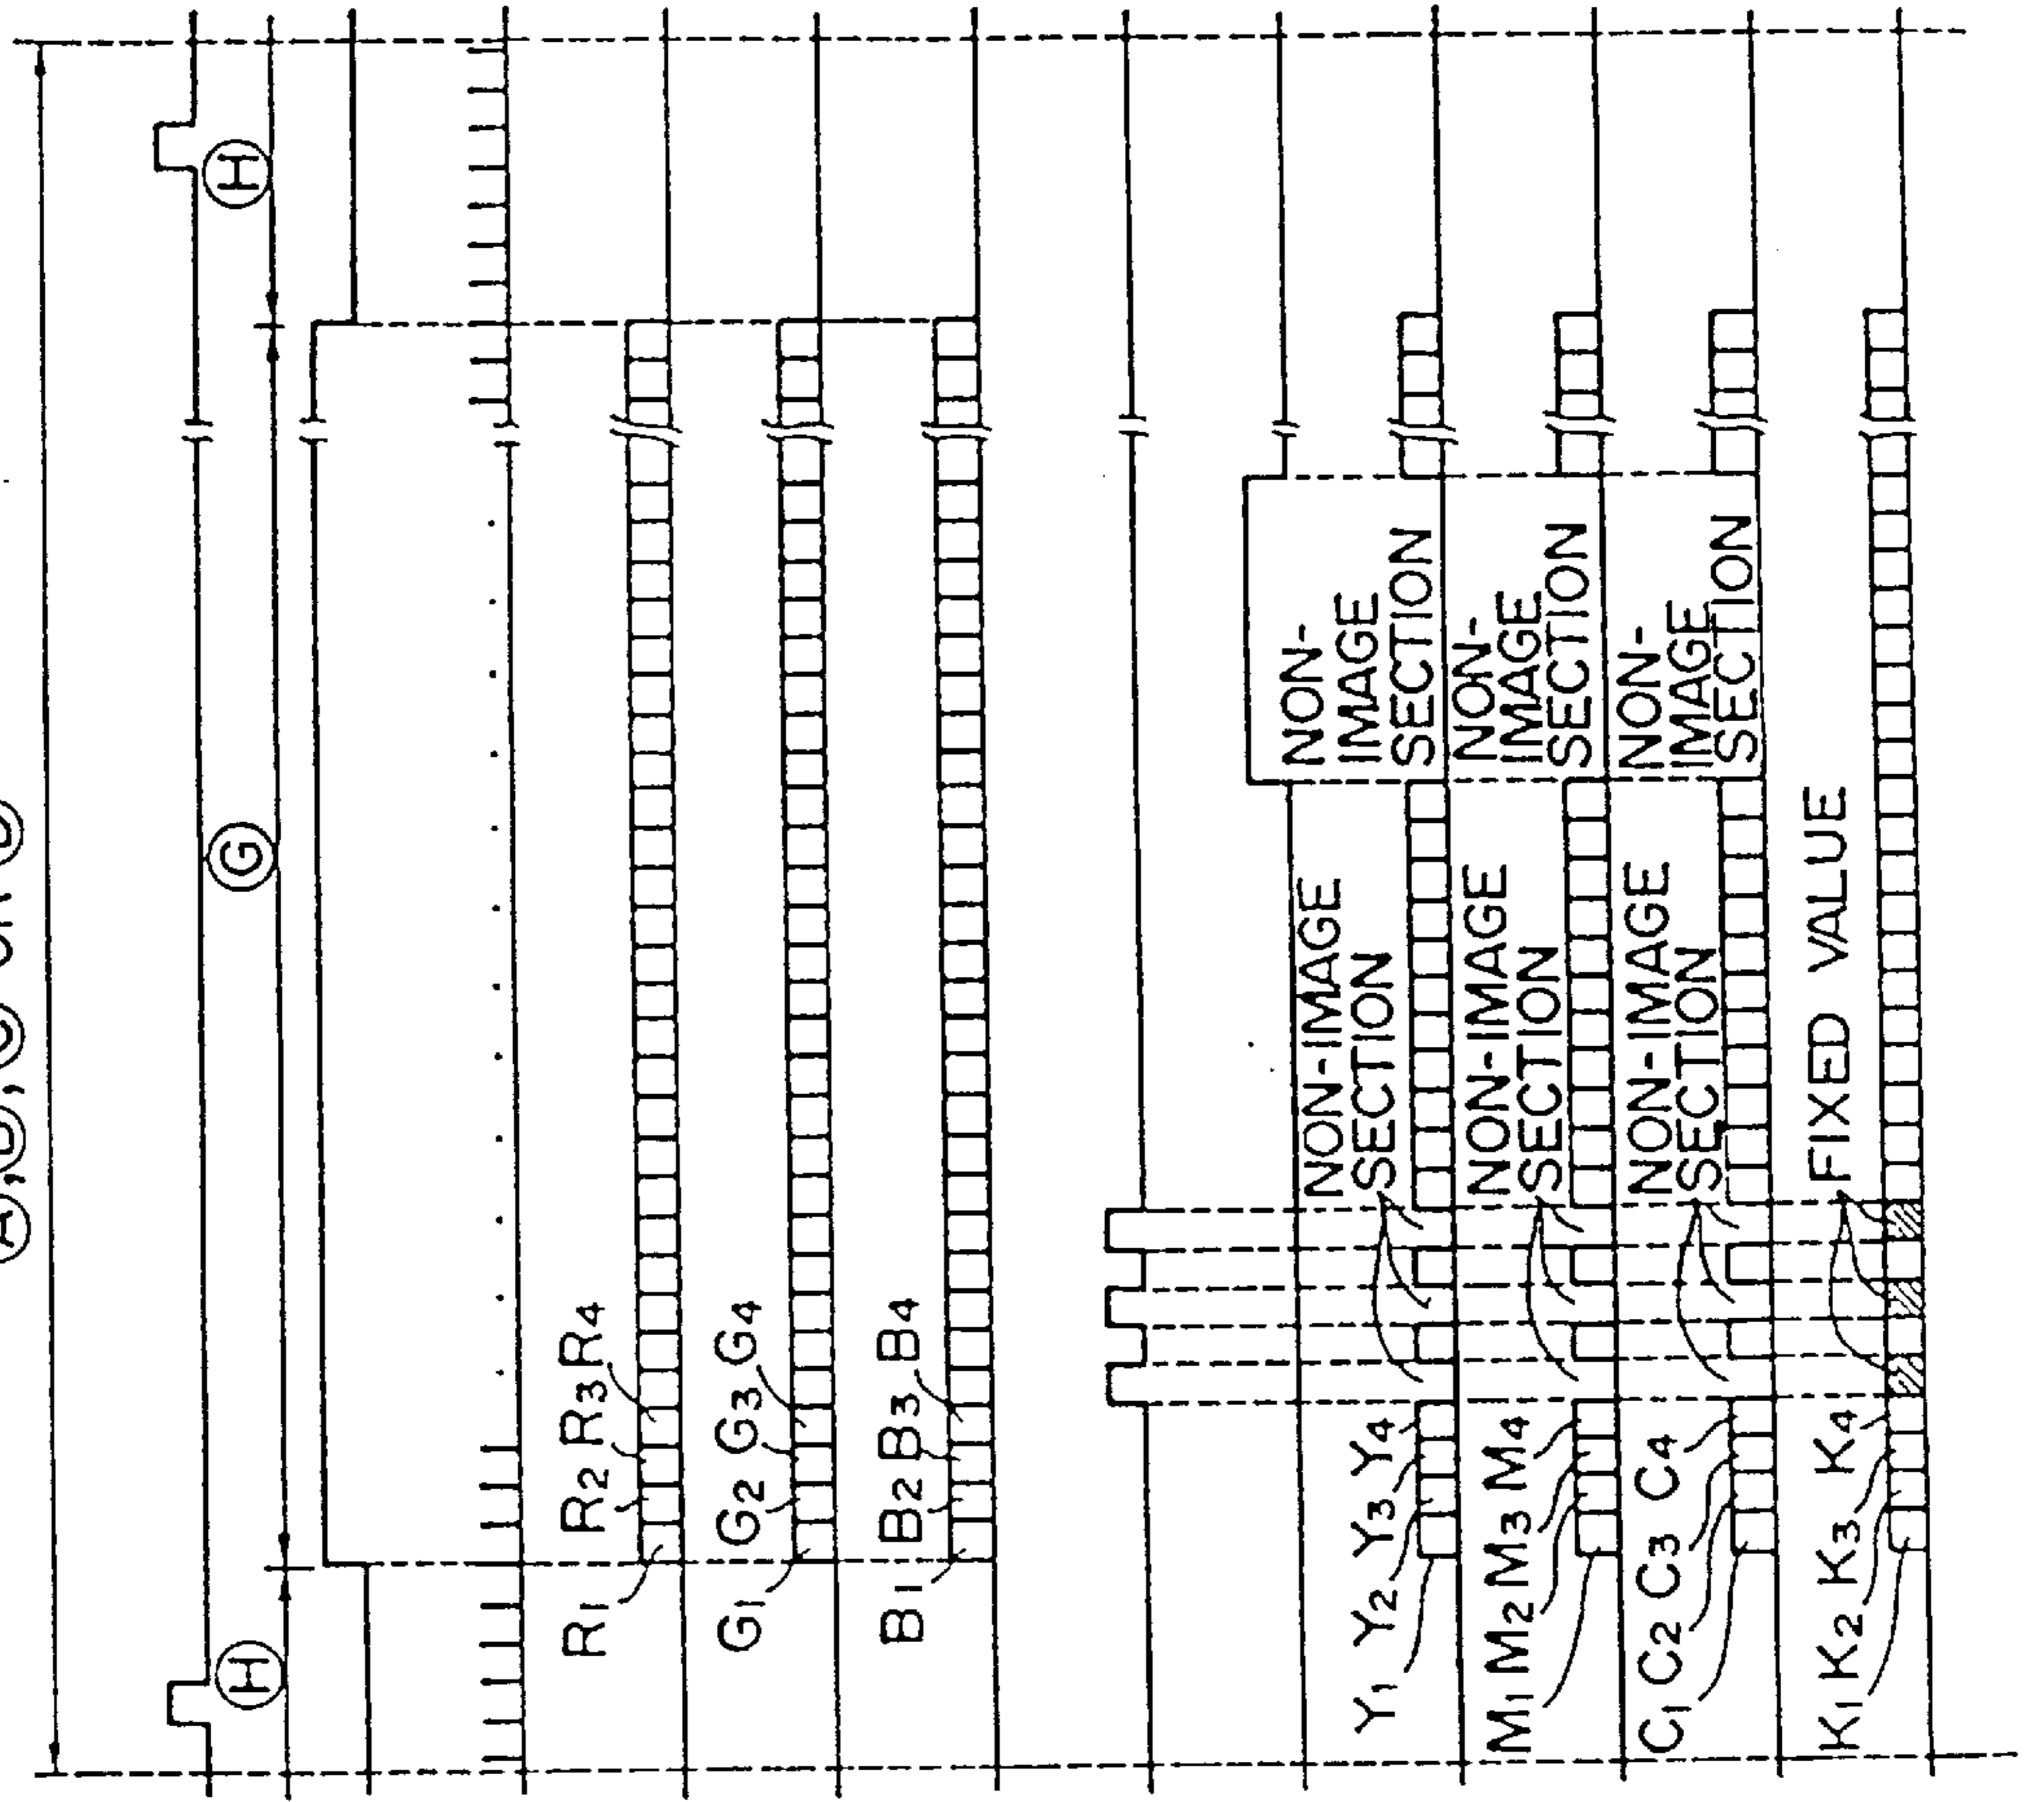 Ⓗ Ⓖ Ⓗ
R1 R2 R3 R4
G1 G2 G3 G4
B1 B2 B3 B4
NON-IMAGE
SECTION
NON-
IMAGE
SECTION
Y1 Y2 Y3 Y4
NON-IMAGE
SECTION
NON-
IMAGE
SECTION
M1 M2 M3 M4
NON-IMAGE
SECTION
NON-
IMAGE
SECTION
C1 C2 C3 C4
FIXED VALUE
K1 K2 K3 K4